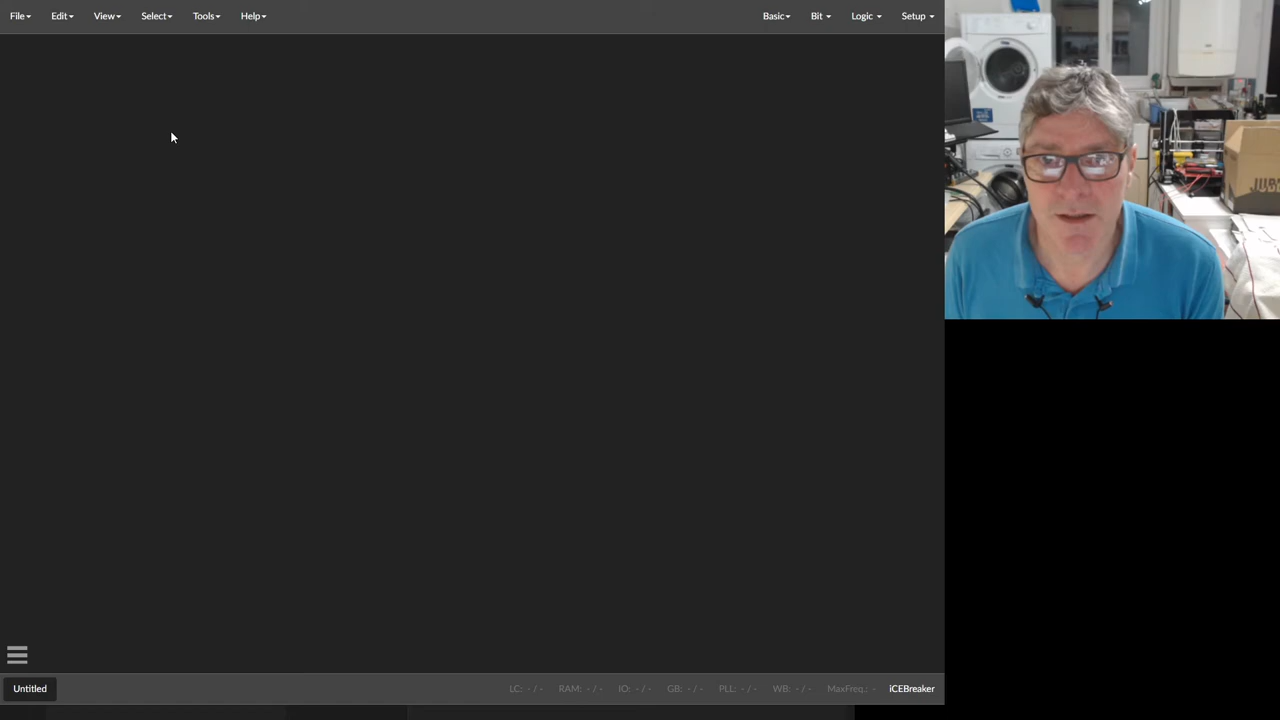 File Edit View Select Tools Help Basic Bit Logic Setup
Untitled LC: - / - RAM: - / - IO: - / - GB: - / - PLL: - / - WB: - / - MaxFreq.: - iCEBreaker